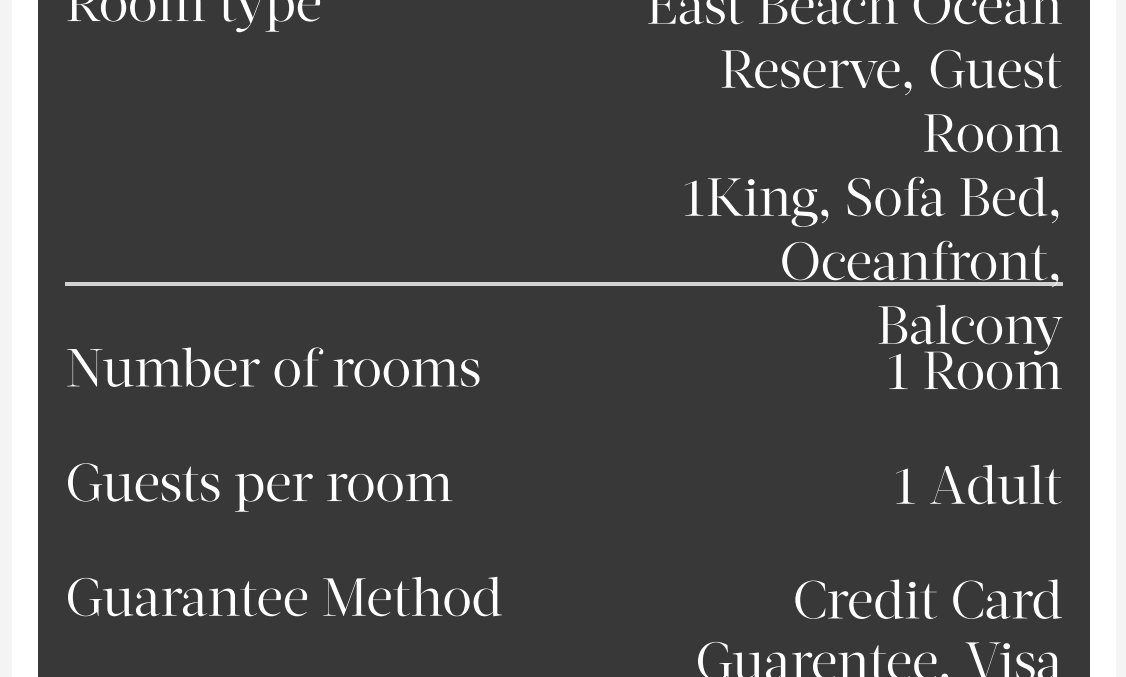 Room type
East Beach Ocean
Reserve, Guest
Room
1King, Sofa Bed,
Oceanfront,
Balcony
Number of rooms
1 Room
Guests per room
1 Adult
Guarantee Method
Credit Card
Guarentee, Visa